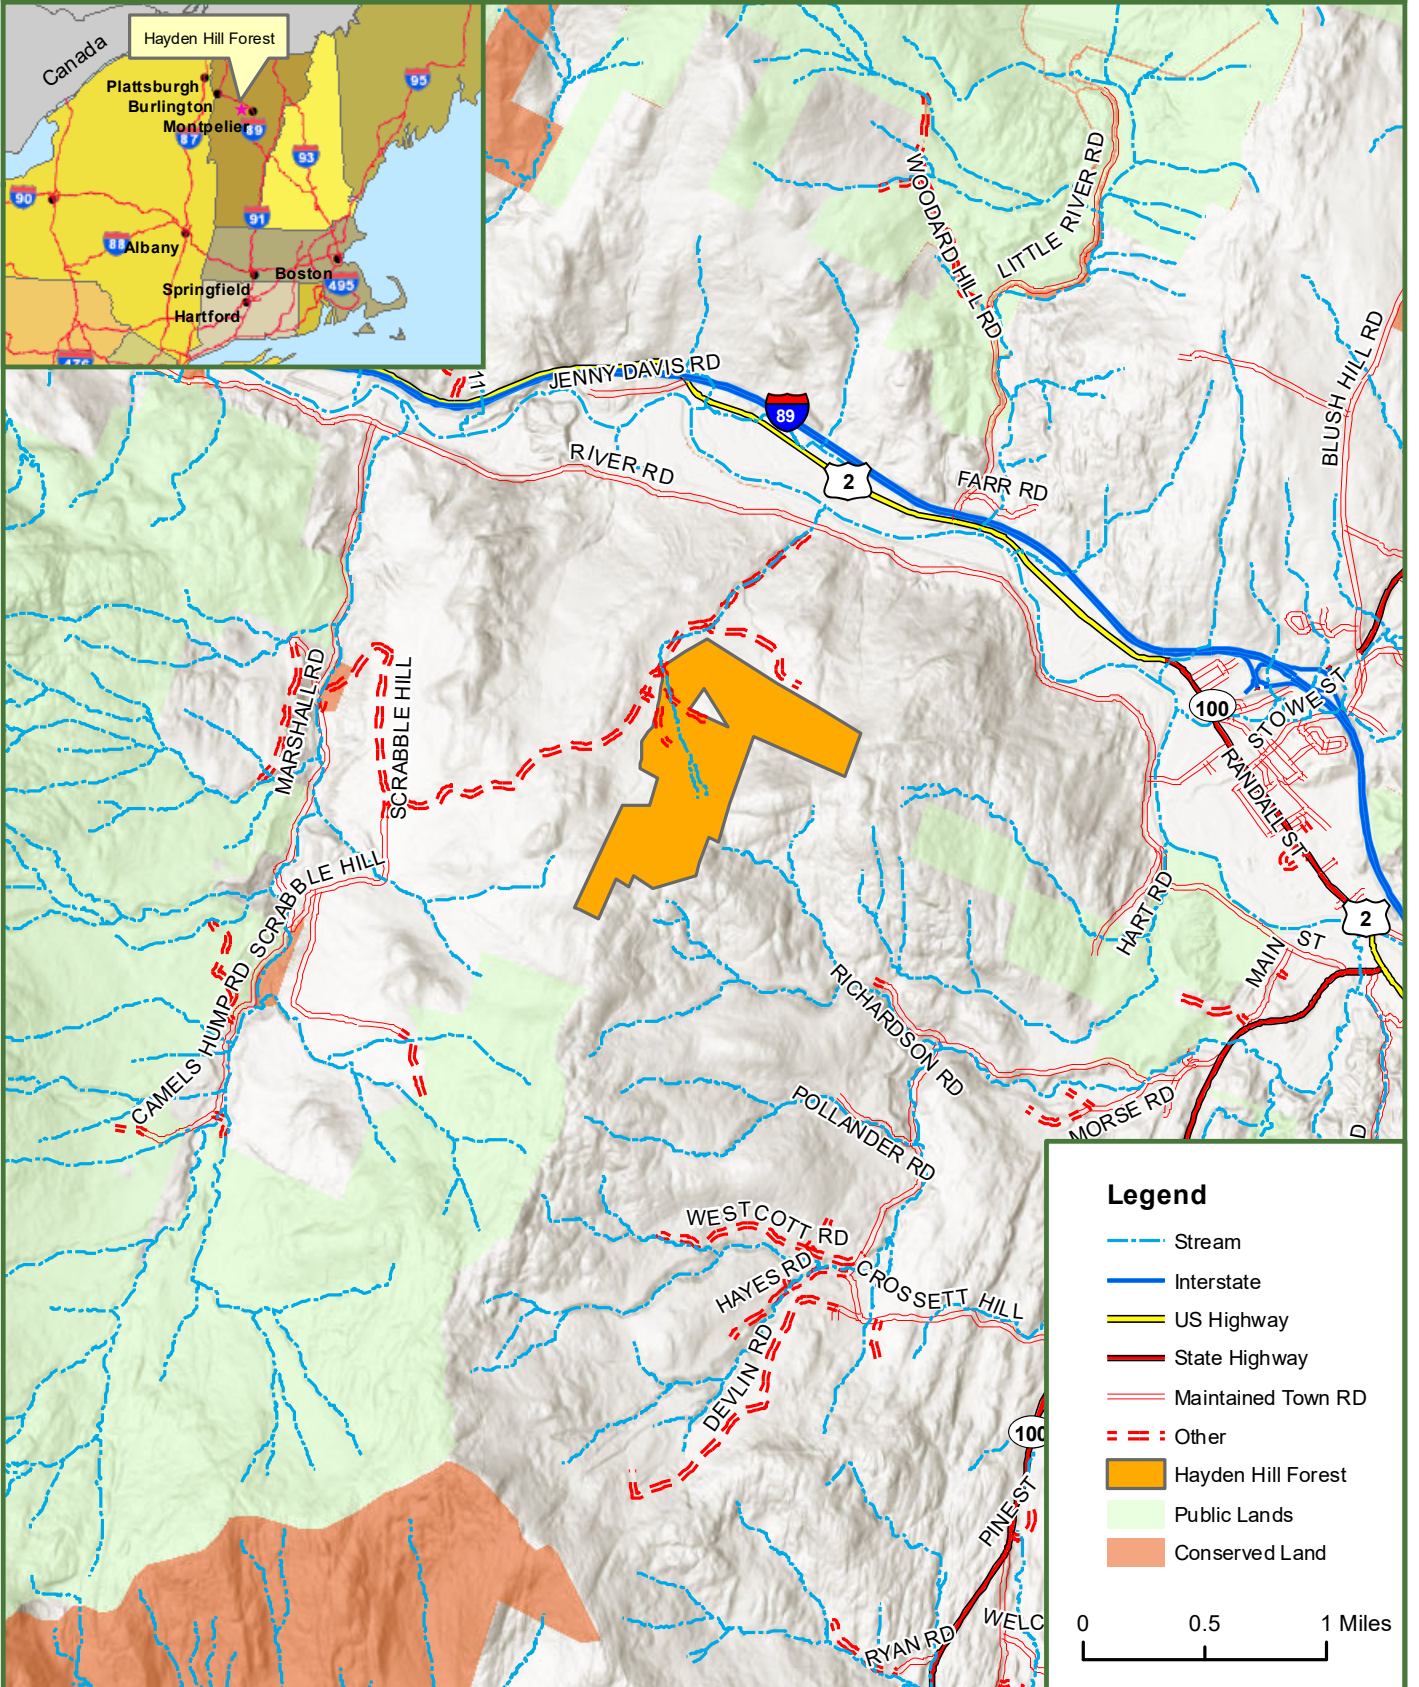 Hayden Hill Forest
Canada
95
Plattsburgh
Burlington
Montpelier
89
87
93
90
91
88
Albany
Boston
495
Springfield
Hartford
11
JENNY DAVIS RD
89
2
RIVER RD
FARR RD
WOODARD HILL RD
LITTLE RIVER RD
BLUSH HILL RD
MARSHALL RD
SCRABBLE HILL
100
STOWE ST
RANDALL ST
SCRABBLE HILL
HART RD
2
MAIN ST
CAMELS HUMP RD
RICHARDSON RD
MORSE RD
POLLANDER RD
WESTCOTT RD
HAYES RD
CROSSETT HILL
DEVLIN RD
100
PINE ST
RYAN RD
WELC
D
Legend
Stream
Interstate
US Highway
State Highway
Maintained Town RD
Other
Hayden Hill Forest
Public Lands
Conserved Land
0 0.5 1 Miles